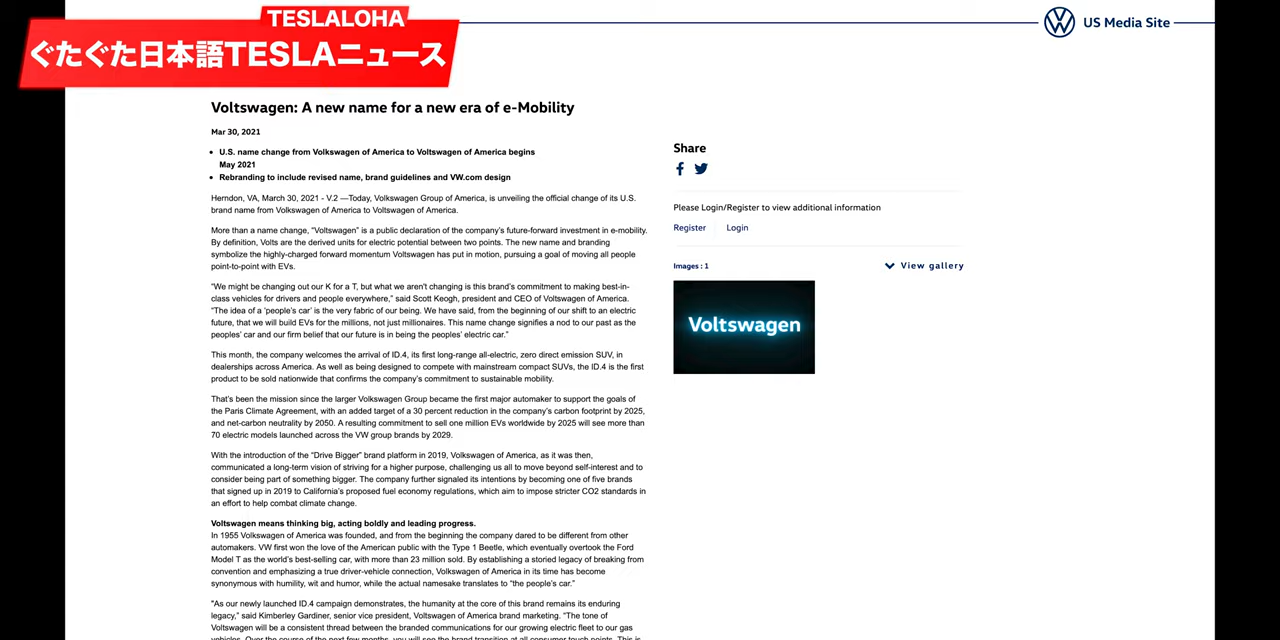 TESLALOHA
ぐたぐた日本語TESLAニュース
US Media Site
Voltswagen: A new name for a new era of e-Mobility
Mar 30, 2021
• U.S. name change from Volkswagen of America to Voltswagen of America begins
May 2021
• Rebranding to include revised name, brand guidelines and VW.com design
Herndon, VA, March 30, 2021 - V.2 —Today, Volkswagen Group of America, is unveiling the official change of its U.S.
brand name from Volkswagen of America to Voltswagen of America.
More than a name change, “Voltswagen” is a public declaration of the company's future-forward investment in e-mobility.
By definition, Volts are the derived units for electric potential between two points. The new name and branding
symbolize the highly-charged forward momentum Voltswagen has put in motion, pursuing a goal of moving all people
point-to-point with EVs.
“We might be changing out our K for a T, but what we aren't changing is this brand's commitment to making best-in-
class vehicles for drivers and people everywhere,” said Scott Keogh, president and CEO of Voltswagen of America.
“The idea of a ‘people's car’ is the very fabric of our being. We have said, from the beginning of our shift to an electric
future, that we will build EVs for the millions, not just millionaires. This name change signifies a nod to our past as the
peoples' car and our firm belief that our future is in being the peoples' electric car.”
This month, the company welcomes the arrival of ID.4, its first long-range all-electric, zero direct emission SUV, in
dealerships across America. As well as being designed to compete with mainstream compact SUVs, the ID.4 is the first
product to be sold nationwide that confirms the company's commitment to sustainable mobility.
That's been the mission since the larger Volkswagen Group became the first major automaker to support the goals of
the Paris Climate Agreement, with an added target of a 30 percent reduction in the company's carbon footprint by 2025,
and net-carbon neutrality by 2050. A resulting commitment to sell one million EVs worldwide by 2025 will see more than
70 electric models launched across the VW group brands by 2029.
With the introduction of the “Drive Bigger” brand platform in 2019, Volkswagen of America, as it was then,
communicated a long-term vision of striving for a higher purpose, challenging us all to move beyond self-interest and to
consider being part of something bigger. The company further signaled its intentions by becoming one of five brands
that signed up in 2019 to California's proposed fuel economy regulations, which aim to impose stricter CO2 standards in
an effort to help combat climate change.
Voltswagen means thinking big, acting boldly and leading progress.
In 1955 Volkswagen of America was founded, and from the beginning the company dared to be different from other
automakers. VW first won the love of the American public with the Type 1 Beetle, which eventually overtook the Ford
Model T as the world's best-selling car, with more than 23 million sold. By establishing a storied legacy of breaking from
convention and emphasizing a true driver-vehicle connection, Volkswagen of America in its time has become
synonymous with humility, wit and humor, while the actual namesake translates to “the people's car.”
"As our newly launched ID.4 campaign demonstrates, the humanity at the core of this brand remains its enduring
legacy,” said Kimberley Gardiner, senior vice president, Voltswagen of America brand marketing. “The tone of
Voltswagen will be a consistent thread between the branded communications for our growing electric fleet to our gas
vehicles. Over the course of the next few months, you will see the brand transition at all consumer touch points. This is
Share
Please Login/Register to view additional information
Register Login
Images : 1 View gallery
Voltswagen